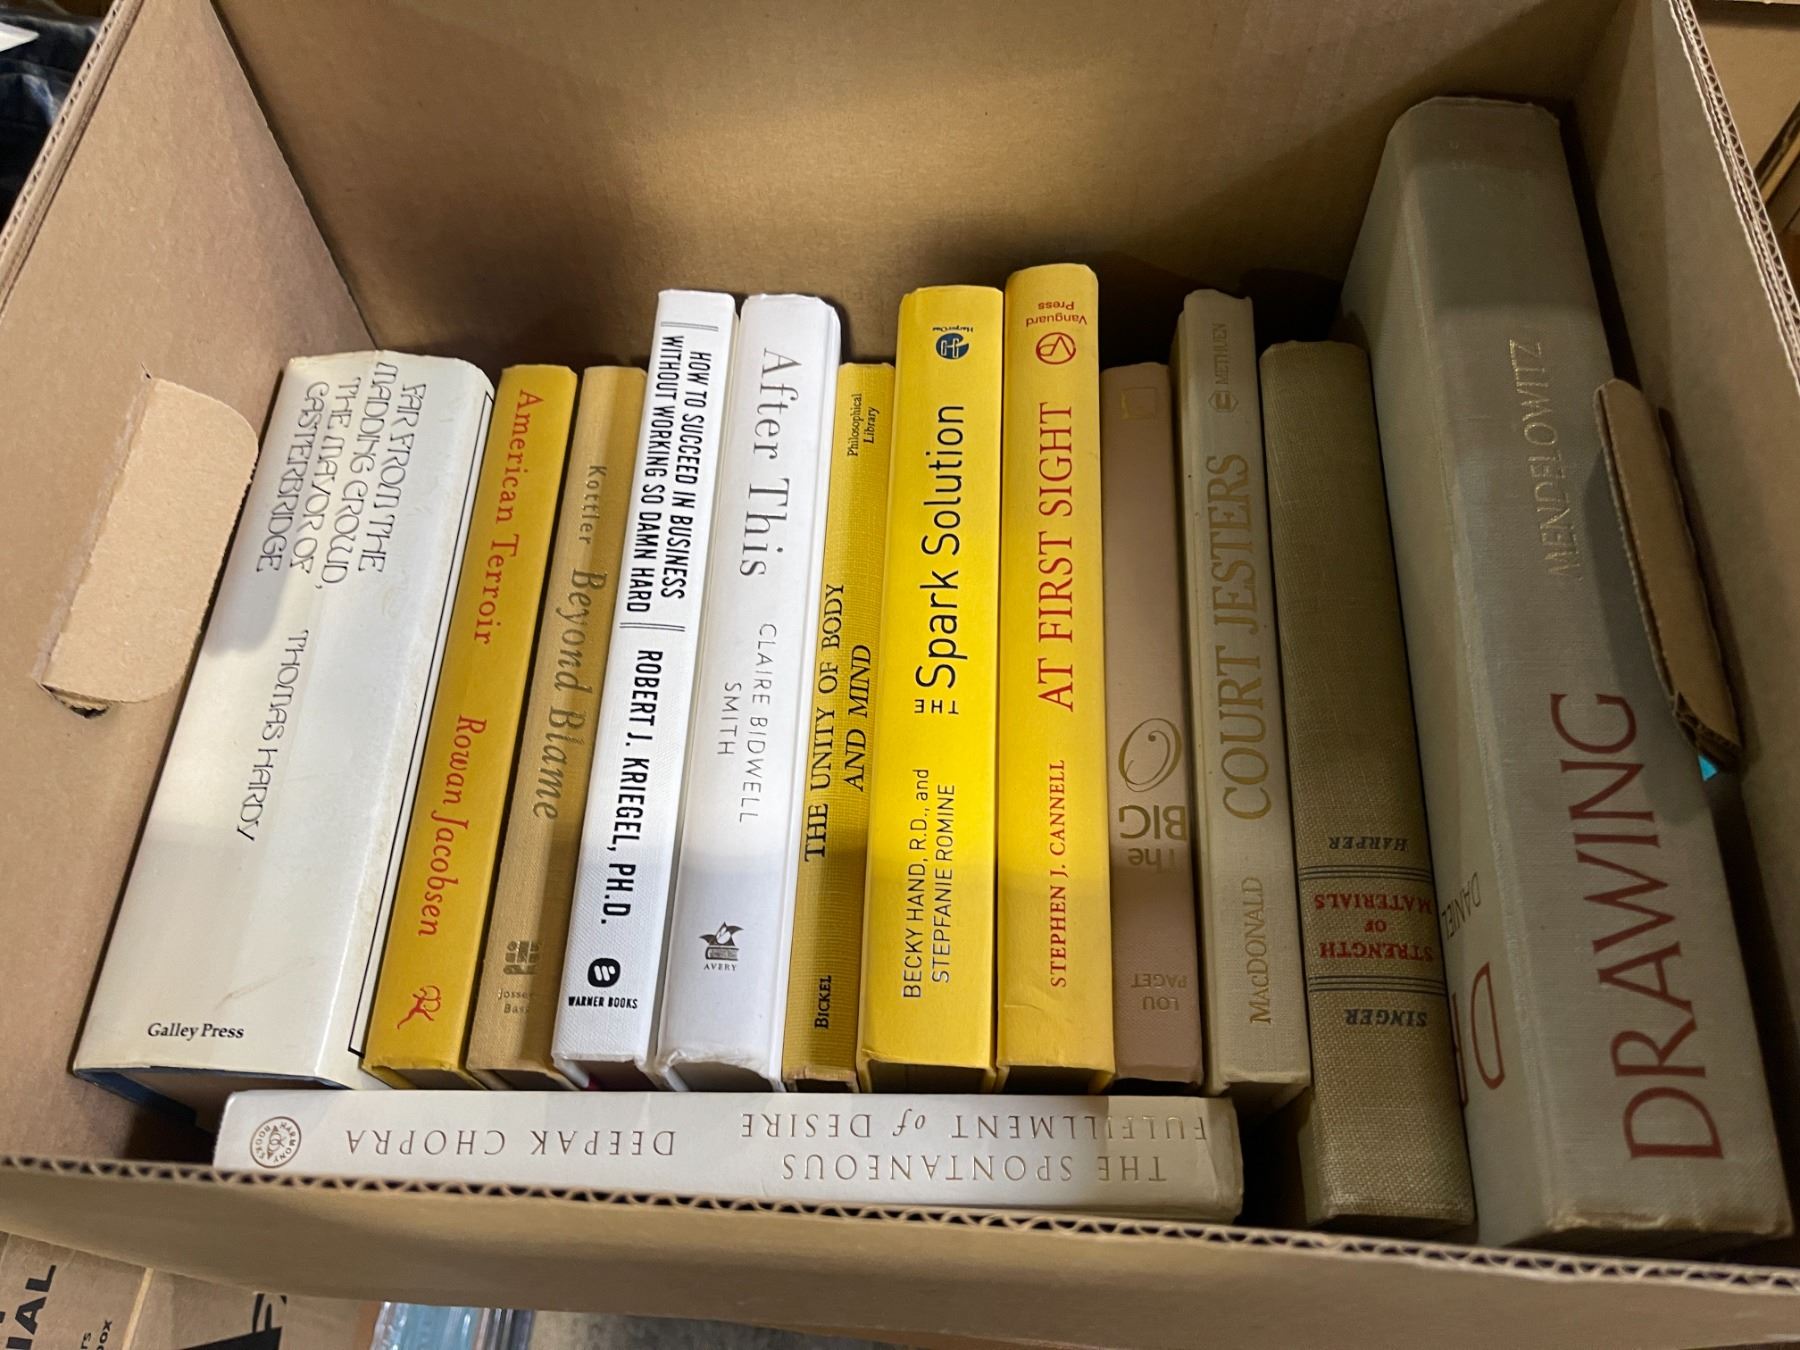 FAR FROM THE
MADDING CROWD,
THE MAYOR OF
CASTERBRIDGE
THOMAS HARDY
Galley Press
American Terroir
Rowan Jacobsen
Kottler
Beyond Blame
Bass
HOW TO SUCCEED IN BUSINESS
WITHOUT WORKING SO DAMN HARD
ROBERT J. KRIEGEL, PH.D.
WARNER BOOKS
After This
CLAIRE BIDWELL
SMITH
AVERY
Philosophical
Library
THE UNITY OF BODY
AND MIND
BICKEL
HarperOne
THE Spark Solution
BECKY HAND, R.D., and
STEPFANIE ROMINE
Vanguard
Press
AT FIRST SIGHT
STEPHEN J. CANNELL
LOU
PAGET
The
BIG
O
METHUEN
COURT JESTERS
MACDONALD
SINGER
STRENGTH
OF
MATERIALS
HARPER
DANIEL
MENDELOWITZ
DRAWING
THE SPONTANEOUS
FULFILLMENT of DESIRE
DEEPAK CHOPRA
HARMONY
BOOKS